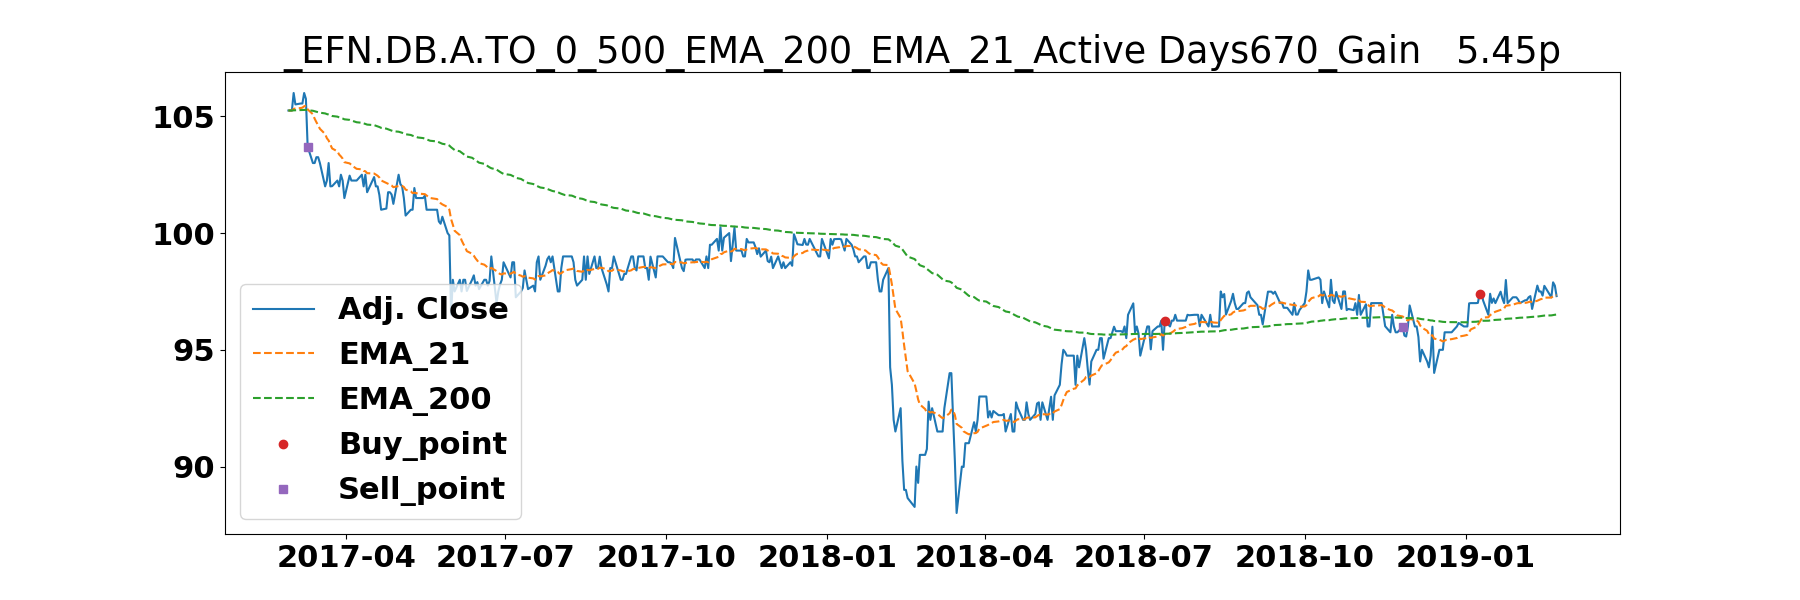 _EFN.DB.A.TO_0_500_EMA_200_EMA_21_Active Days670_Gain   5.45p
105
100
95
90
Adj. Close
EMA_21
EMA_200
Buy_point
Sell_point
2017-04 2017-07 2017-10 2018-01 2018-04 2018-07 2018-10 2019-01